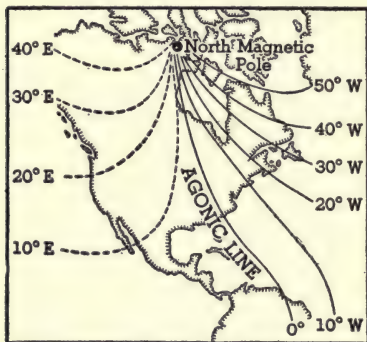 40° E
North Magnetic
Pole
30° E
50° W
40° W
20° E
30° W
20° W
AGONIC LINE
10° E
0°
10° W